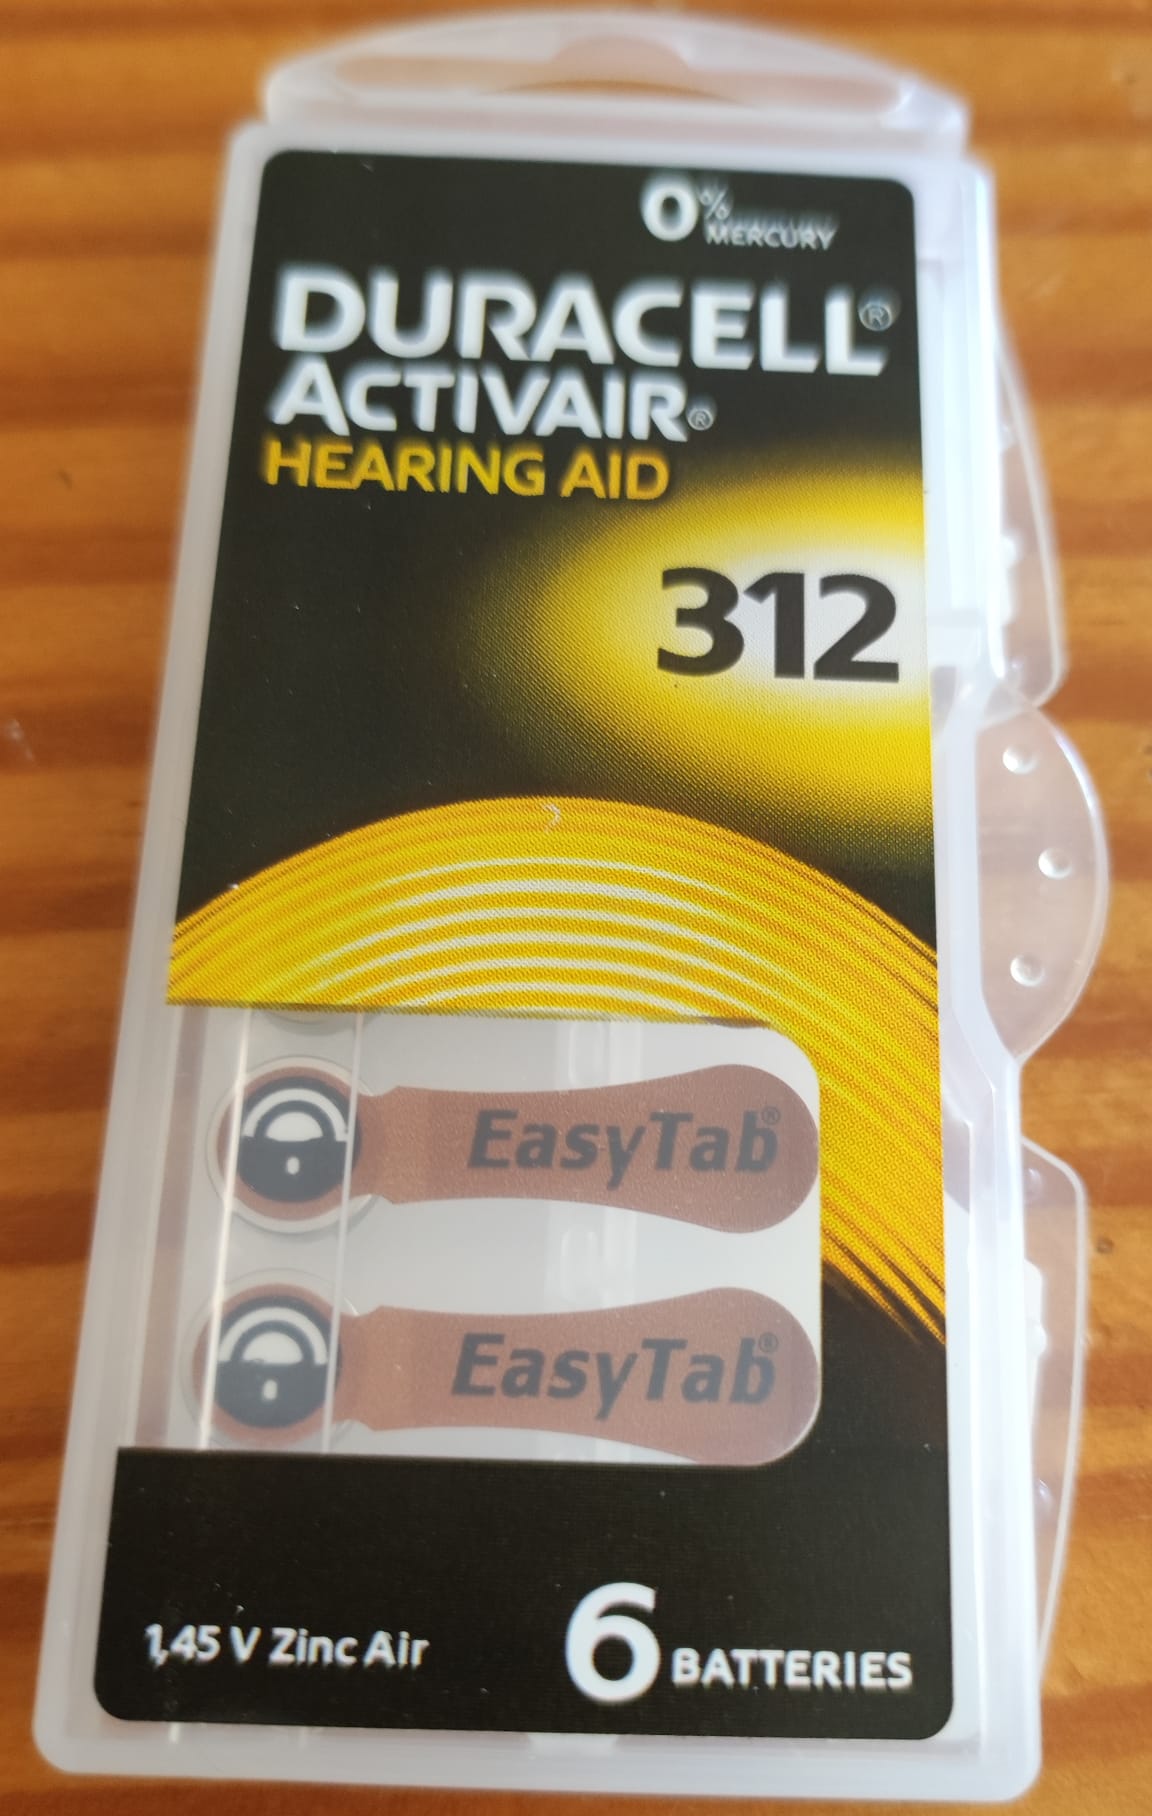 0% MERCURY
DURACELL®
ACTIVAIR®
HEARING AID
312
EasyTab®
EasyTab®
1,45 V Zinc Air
6 BATTERIES